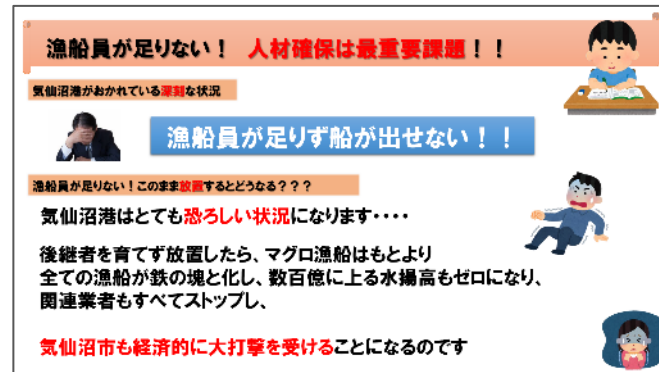 漁船員が足りない！ 人材確保は最重要課題！！
気仙沼港がおかれている深刻な状況
漁船員が足りず船が出せない！！
漁船員が足りない！このまま放置するとどうなる？？？
気仙沼港はとても恐ろしい状況になります・・・・
後継者を育てず放置したら、マグロ漁船はもとより
全ての漁船が鉄の塊と化し、数百億に上る水揚高もゼロになり、
関連業者もすべてストップし、
気仙沼市も経済的に大打撃を受けることになるのです